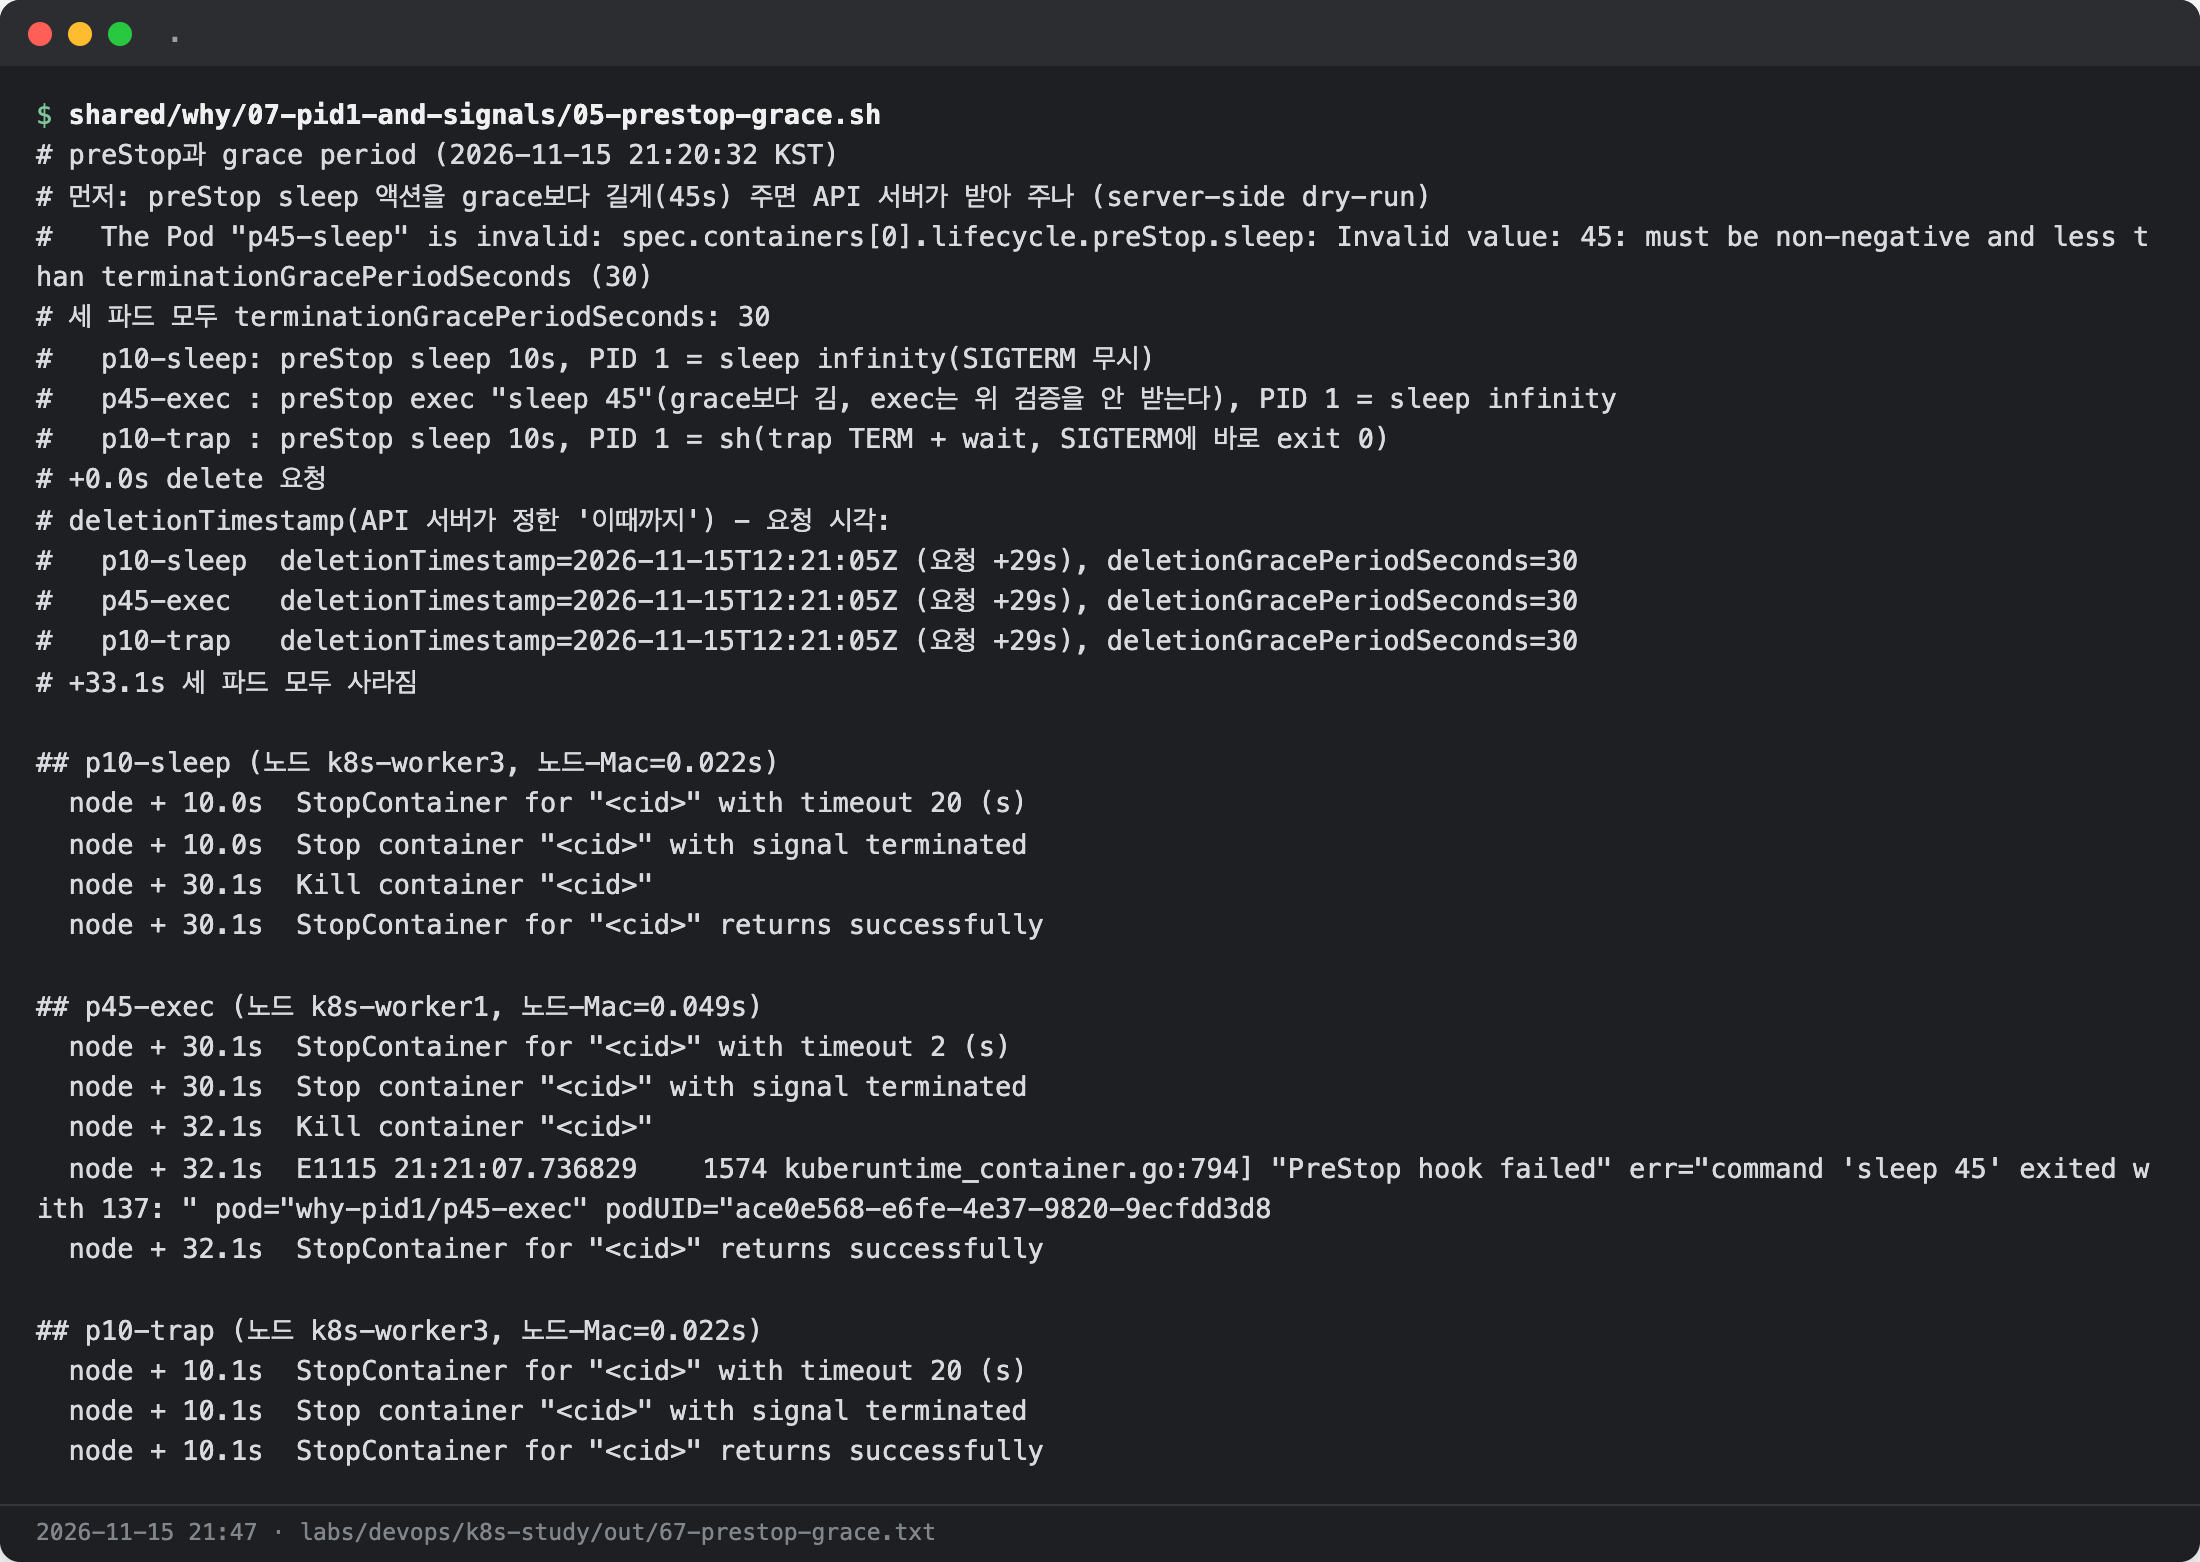 .
$ shared/why/07-pid1-and-signals/05-prestop-grace.sh
# preStop과 grace period (2026-11-15 21:20:32 KST)
# 먼저: preStop sleep 액션을 grace보다 길게(45s) 주면 API 서버가 받아 주나 (server-side dry-run)
#   The Pod "p45-sleep" is invalid: spec.containers[0].lifecycle.preStop.sleep: Invalid value: 45: must be non-negative and less t
han terminationGracePeriodSeconds (30)
# 세 파드 모두 terminationGracePeriodSeconds: 30
#   p10-sleep: preStop sleep 10s, PID 1 = sleep infinity(SIGTERM 무시)
#   p45-exec : preStop exec "sleep 45"(grace보다 김, exec는 위 검증을 안 받는다), PID 1 = sleep infinity
#   p10-trap : preStop sleep 10s, PID 1 = sh(trap TERM + wait, SIGTERM에 바로 exit 0)
# +0.0s delete 요청
# deletionTimestamp(API 서버가 정한 '이때까지') - 요청 시각:
#   p10-sleep  deletionTimestamp=2026-11-15T12:21:05Z (요청 +29s), deletionGracePeriodSeconds=30
#   p45-exec   deletionTimestamp=2026-11-15T12:21:05Z (요청 +29s), deletionGracePeriodSeconds=30
#   p10-trap   deletionTimestamp=2026-11-15T12:21:05Z (요청 +29s), deletionGracePeriodSeconds=30
# +33.1s 세 파드 모두 사라짐
## p10-sleep (노드 k8s-worker3, 노드-Mac=0.022s)
  node + 10.0s  StopContainer for "<cid>" with timeout 20 (s)
  node + 10.0s  Stop container "<cid>" with signal terminated
  node + 30.1s  Kill container "<cid>"
  node + 30.1s  StopContainer for "<cid>" returns successfully
## p45-exec (노드 k8s-worker1, 노드-Mac=0.049s)
  node + 30.1s  StopContainer for "<cid>" with timeout 2 (s)
  node + 30.1s  Stop container "<cid>" with signal terminated
  node + 32.1s  Kill container "<cid>"
  node + 32.1s  E1115 21:21:07.736829    1574 kuberuntime_container.go:794] "PreStop hook failed" err="command 'sleep 45' exited w
ith 137: " pod="why-pid1/p45-exec" podUID="ace0e568-e6fe-4e37-9820-9ecfdd3d8
  node + 32.1s  StopContainer for "<cid>" returns successfully
## p10-trap (노드 k8s-worker3, 노드-Mac=0.022s)
  node + 10.1s  StopContainer for "<cid>" with timeout 20 (s)
  node + 10.1s  Stop container "<cid>" with signal terminated
  node + 10.1s  StopContainer for "<cid>" returns successfully
2026-11-15 21:47 · labs/devops/k8s-study/out/67-prestop-grace.txt